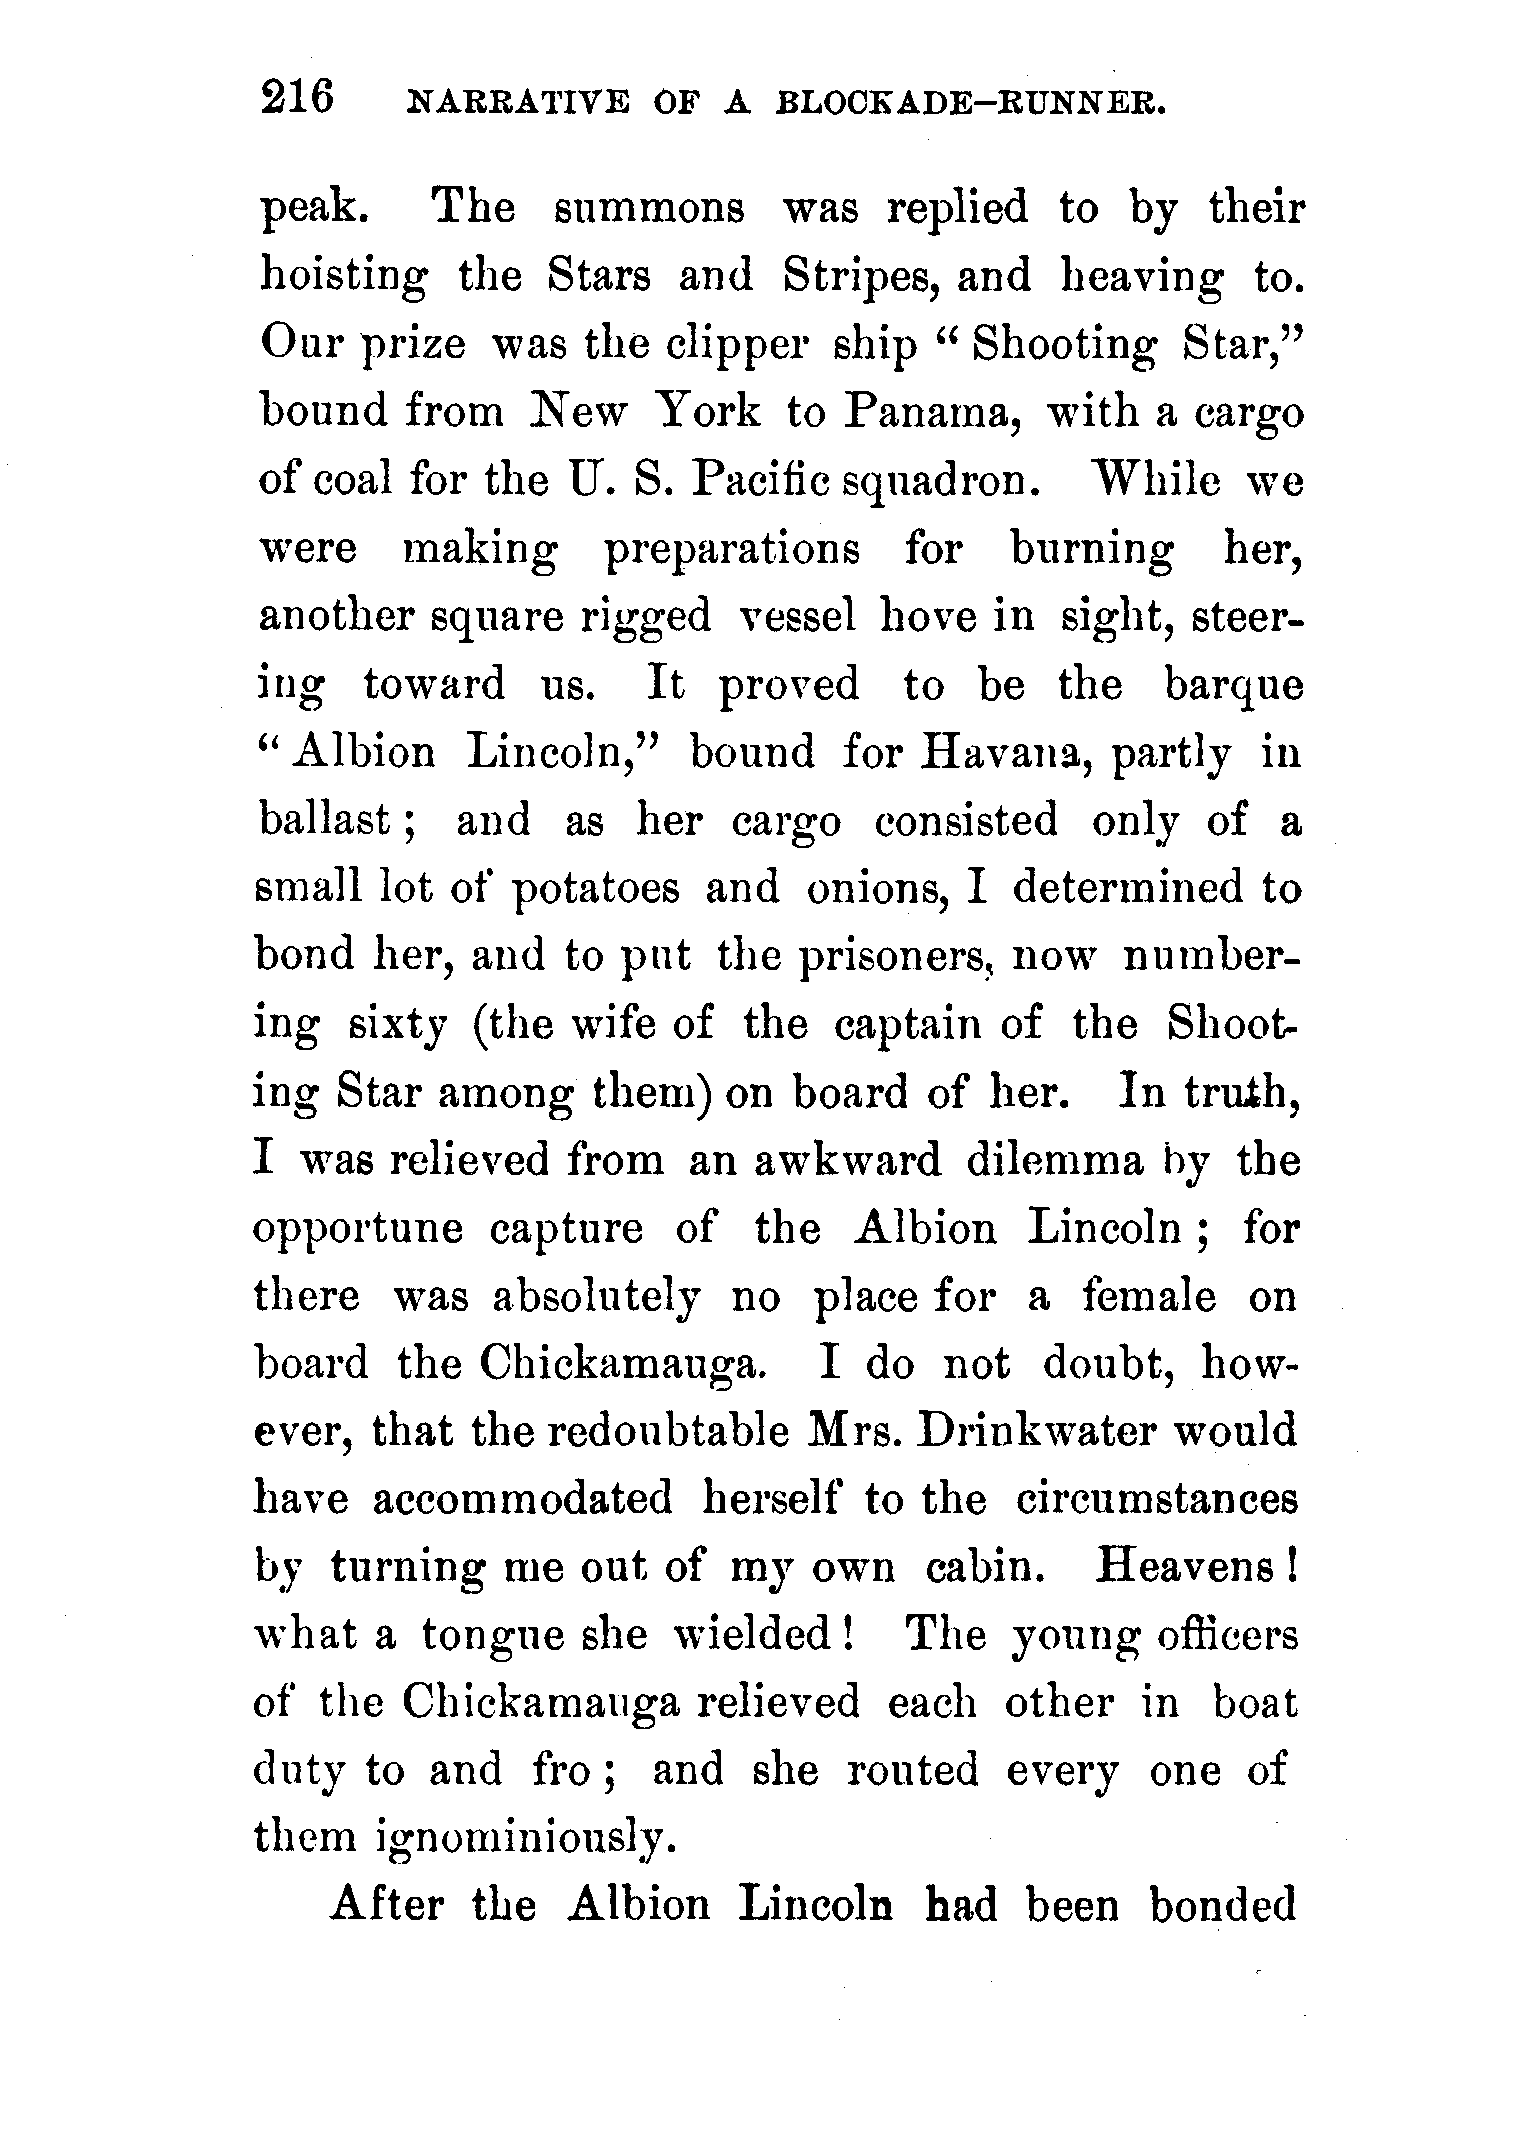 216 NARRATIVE OF A BLOCKADE-RUNNER.
peak. The summons was replied to by their
hoisting the Stars and Stripes, and heaving to.
Our prize was the clipper ship “ Shooting Star,”
bound from New York to Panama, with a cargo
of coal for the U. S. Pacific squadron. While we
were making preparations for burning her,
another square rigged vessel hove in sight, steer-
ing toward us. It proved to be the barque
“ Albion Lincoln,” bound for Havana, partly in
ballast ; and as her cargo consisted only of a
small lot of potatoes and onions, I determined to
bond her, and to put the prisoners, now number-
ing sixty (the wife of the captain of the Shoot-
ing Star among them) on board of her. In truth,
I was relieved from an awkward dilemma by the
opportune capture of the Albion Lincoln ; for
there was absolutely no place for a female on
board the Chickamauga. I do not doubt, how-
ever, that the redoubtable Mrs. Drinkwater would
have accommodated herself to the circumstances
by turning me out of my own cabin. Heavens !
what a tongue she wielded ! The young officers
of the Chickamauga relieved each other in boat
duty to and fro ; and she routed every one of
them ignominiously.
After the Albion Lincoln had been bonded